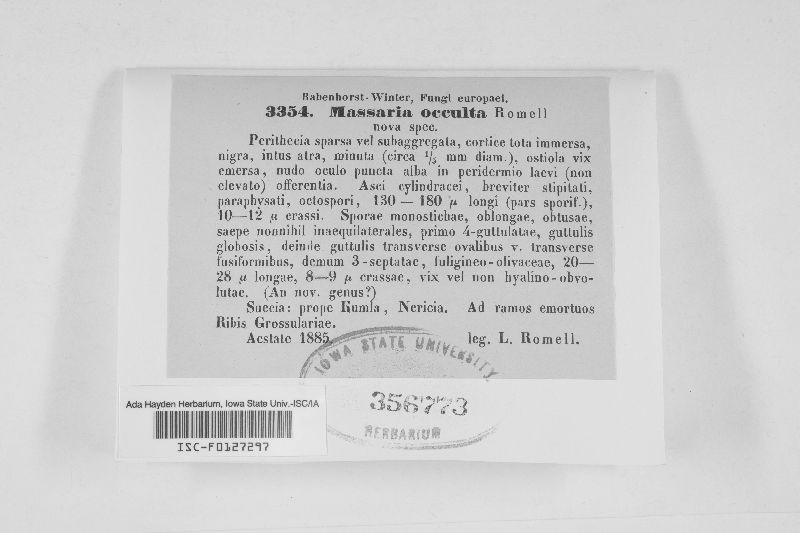 Rabenhorst-Winter, Fungi europaei.
3354. Massaria occulta Romell
nova spec.
Perithecia sparsa vel subaggregata, cortice tota immersa,
nigra, intus atra, minuta (circa 1/3 mm diam.), ostiola vix
emersa, nudo oculo puncta alba in peridermio laevi (non
elevato) offerentia. Asci cylindracei, breviter stipitati,
paraphysati, octospori, 130 — 180 µ longi (pars sporif.),
10—12 µ crassi. Sporae monostichae, oblongae, obtusae,
saepe nonnihil inaequilaterales, primo 4-guttulatae, guttulis
globosis, deinde guttulis transverse ovalibus v. transverse
fusiformibus, demum 3-septatae, fuligineo-olivaceae, 20—
28 µ longae, 8—9 µ crassae, vix vel non hyalino-obvo-
lutae. (An nov. genus?)
Suecia: prope Kumla, Nericia. Ad ramos emortuos
Ribis Grossulariae.
Aestate 1885. leg. L. Romell.
IOWA STATE UNIVERSITY
356773
HERBARIUM
Ada Hayden Herbarium, Iowa State Univ.-ISC/IA
ISC-F0127297